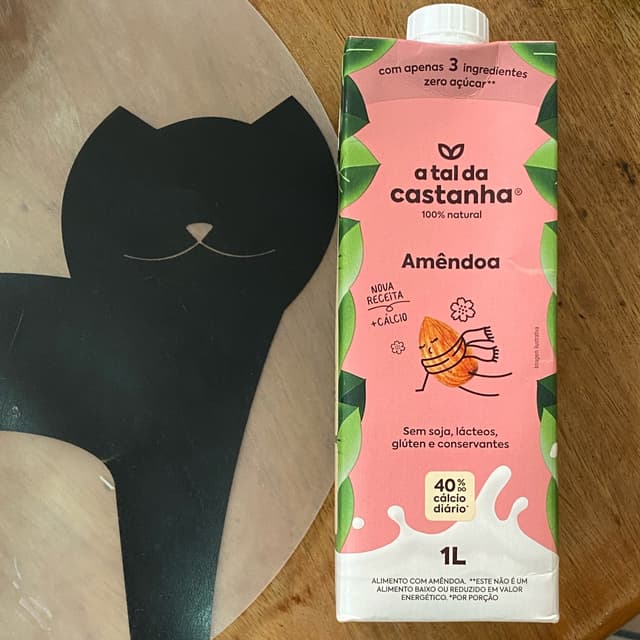 com apenas 3 ingredientes
zero açúcar**
a tal da
castanha®
100% natural
Amêndoa
NOVA
RECEITA
+ CÁLCIO
Imagem ilustrativa
Sem soja, lácteos,
glúten e conservantes
40% DO
cálcio
diário*
1L
ALIMENTO COM AMÊNDOA. **ESTE NÃO É UM
ALIMENTO BAIXO OU REDUZIDO EM VALOR
ENERGÉTICO. *POR PORÇÃO